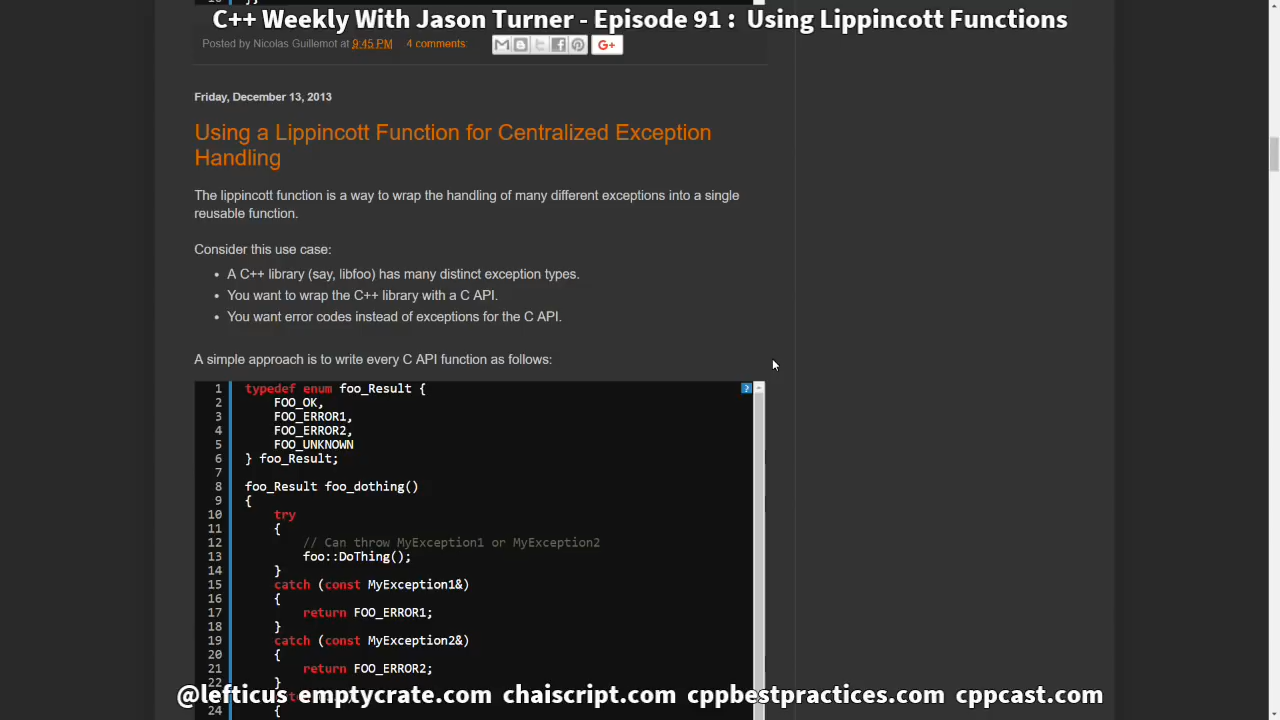 C++ Weekly With Jason Turner - Episode 91 : Using Lippincott Functions
Posted by Nicolas Guillemot at 9:45 PM 4 comments:
Friday, December 13, 2013
Using a Lippincott Function for Centralized Exception
Handling
The lippincott function is a way to wrap the handling of many different exceptions into a single
reusable function.
Consider this use case:
• A C++ library (say, libfoo) has many distinct exception types.
• You want to wrap the C++ library with a C API.
• You want error codes instead of exceptions for the C API.
A simple approach is to write every C API function as follows:
1 typedef enum foo_Result {
2 FOO_OK,
3 FOO_ERROR1,
4 FOO_ERROR2,
5 FOO_UNKNOWN
6 } foo_Result;
7
8 foo_Result foo_dothing()
9 {
10 try
11 {
12 // Can throw MyException1 or MyException2
13 foo::DoThing();
14 }
15 catch (const MyException1&)
16 {
17 return FOO_ERROR1;
18 }
19 catch (const MyException2&)
20 {
21 return FOO_ERROR2;
22 }
@lefticus emptycrate.com chaiscript.com cppbestpractices.com cppcast.com
24 {